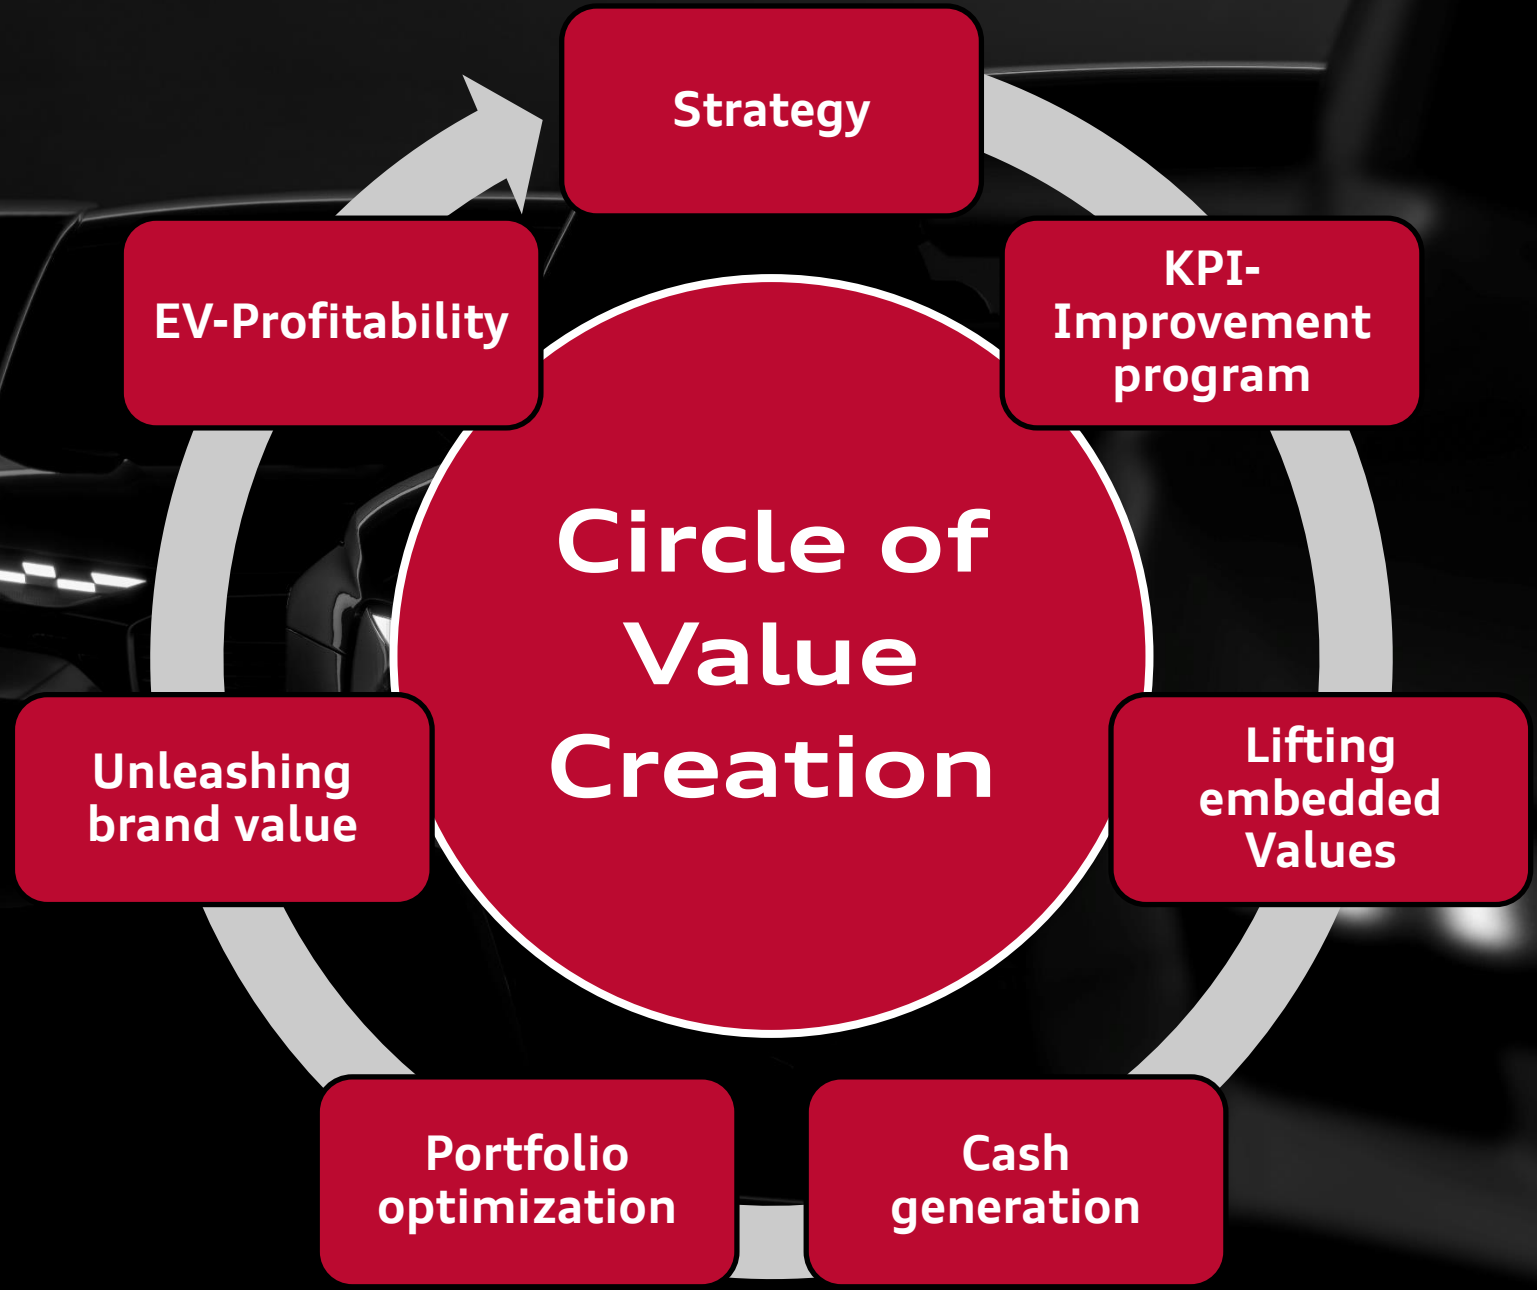 Strategy
KPI-
Improvement
program
Lifting
embedded
Values
Cash
generation
Portfolio
optimization
Unleashing
brand value
EV-Profitability
Circle of
Value
Creation